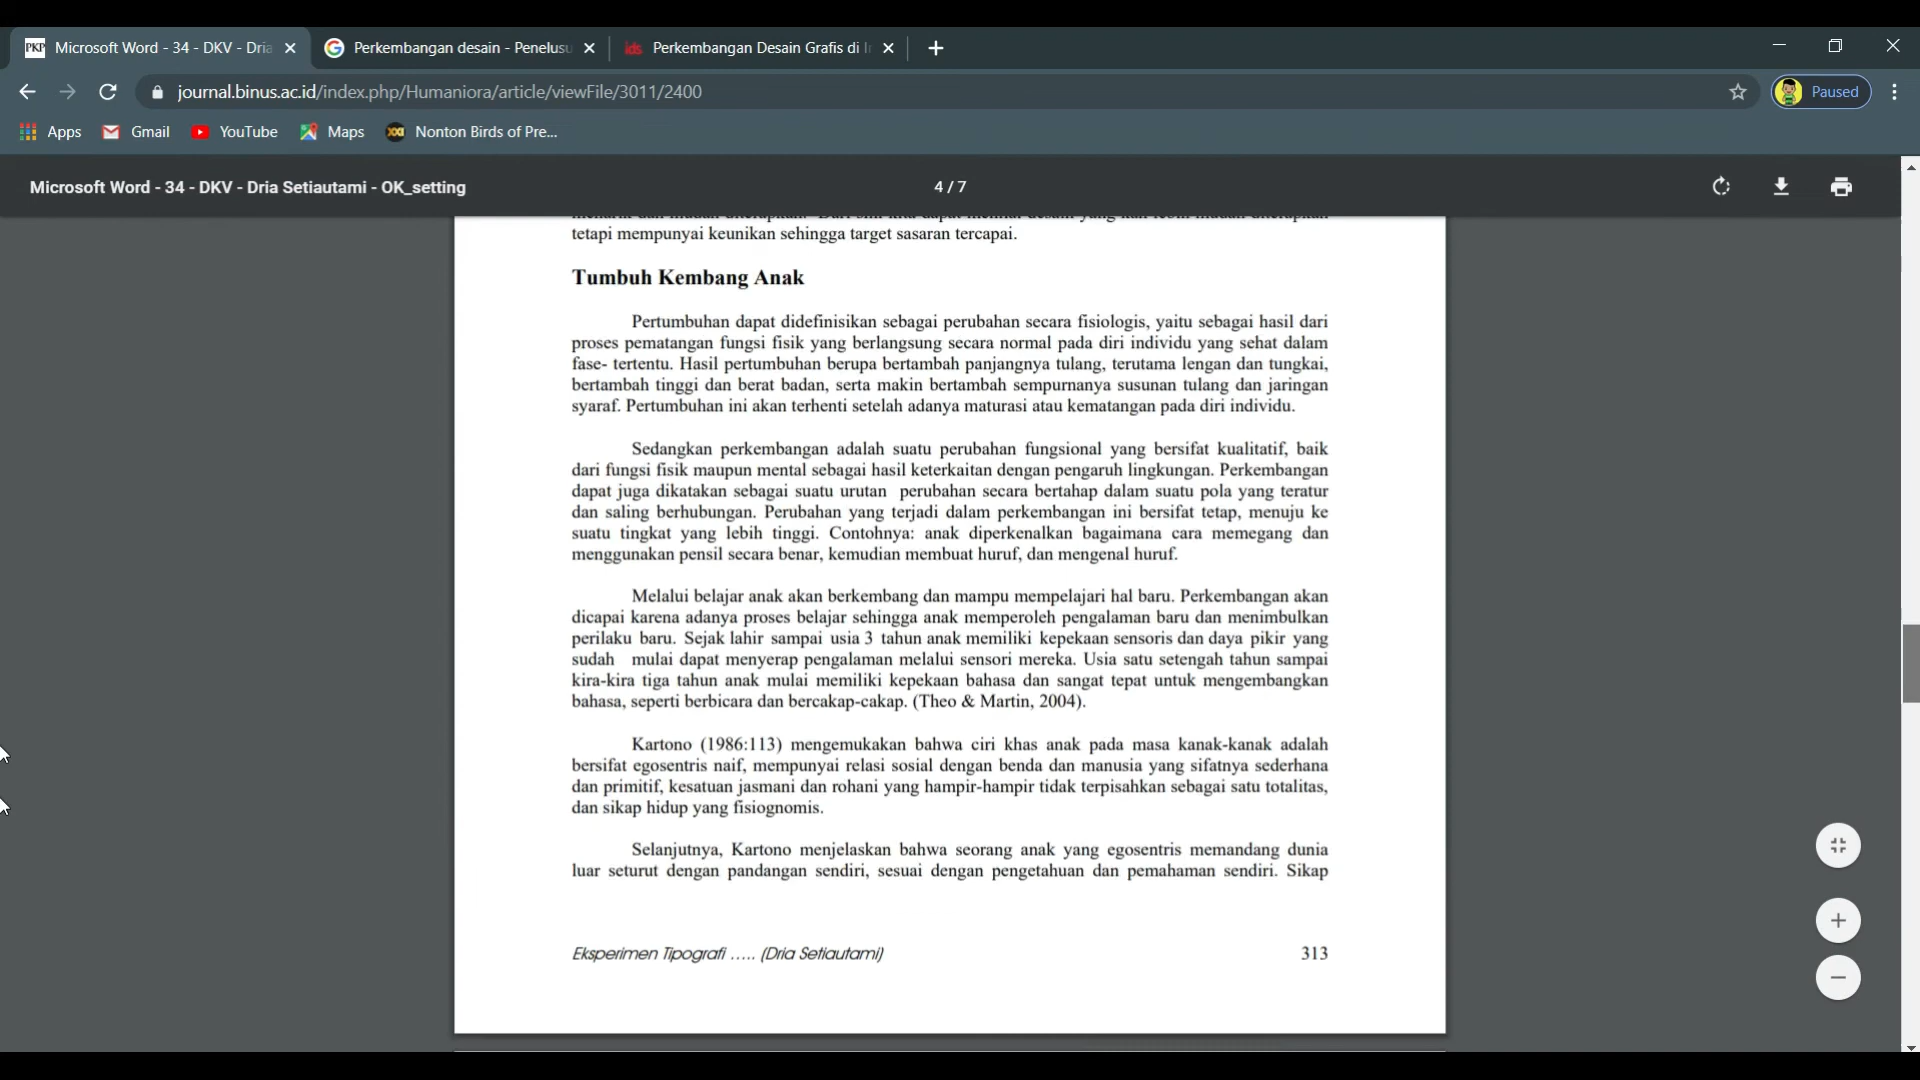 PKP Microsoft Word - 34 - DKV - Dria
Perkembangan desain - Penelusu
ids Perkembangan Desain Grafis di I
journal.binus.ac.id/index.php/Humaniora/article/viewFile/3011/2400
Paused
Apps
Gmail
YouTube
Maps
Nonton Birds of Pre...
Microsoft Word - 34 - DKV - Dria Setiautami - OK_setting
4 / 7
tetapi mempunyai keunikan sehingga target sasaran tercapai.
Tumbuh Kembang Anak
Pertumbuhan dapat didefinisikan sebagai perubahan secara fisiologis, yaitu sebagai hasil dari
proses pematangan fungsi fisik yang berlangsung secara normal pada diri individu yang sehat dalam
fase- tertentu. Hasil pertumbuhan berupa bertambah panjangnya tulang, terutama lengan dan tungkai,
bertambah tinggi dan berat badan, serta makin bertambah sempurnanya susunan tulang dan jaringan
syaraf. Pertumbuhan ini akan terhenti setelah adanya maturasi atau kematangan pada diri individu.
Sedangkan perkembangan adalah suatu perubahan fungsional yang bersifat kualitatif, baik
dari fungsi fisik maupun mental sebagai hasil keterkaitan dengan pengaruh lingkungan. Perkembangan
dapat juga dikatakan sebagai suatu urutan perubahan secara bertahap dalam suatu pola yang teratur
dan saling berhubungan. Perubahan yang terjadi dalam perkembangan ini bersifat tetap, menuju ke
suatu tingkat yang lebih tinggi. Contohnya: anak diperkenalkan bagaimana cara memegang dan
menggunakan pensil secara benar, kemudian membuat huruf, dan mengenal huruf.
Melalui belajar anak akan berkembang dan mampu mempelajari hal baru. Perkembangan akan
dicapai karena adanya proses belajar sehingga anak memperoleh pengalaman baru dan menimbulkan
perilaku baru. Sejak lahir sampai usia 3 tahun anak memiliki kepekaan sensoris dan daya pikir yang
sudah mulai dapat menyerap pengalaman melalui sensori mereka. Usia satu setengah tahun sampai
kira-kira tiga tahun anak mulai memiliki kepekaan bahasa dan sangat tepat untuk mengembangkan
bahasa, seperti berbicara dan bercakap-cakap. (Theo & Martin, 2004).
Kartono (1986:113) mengemukakan bahwa ciri khas anak pada masa kanak-kanak adalah
bersifat egosentris naif, mempunyai relasi sosial dengan benda dan manusia yang sifatnya sederhana
dan primitif, kesatuan jasmani dan rohani yang hampir-hampir tidak terpisahkan sebagai satu totalitas,
dan sikap hidup yang fisiognomis.
Selanjutnya, Kartono menjelaskan bahwa seorang anak yang egosentris memandang dunia
luar seturut dengan pandangan sendiri, sesuai dengan pengetahuan dan pemahaman sendiri. Sikap
Eksperimen Tipografi ..... (Dria Setiautami)
313